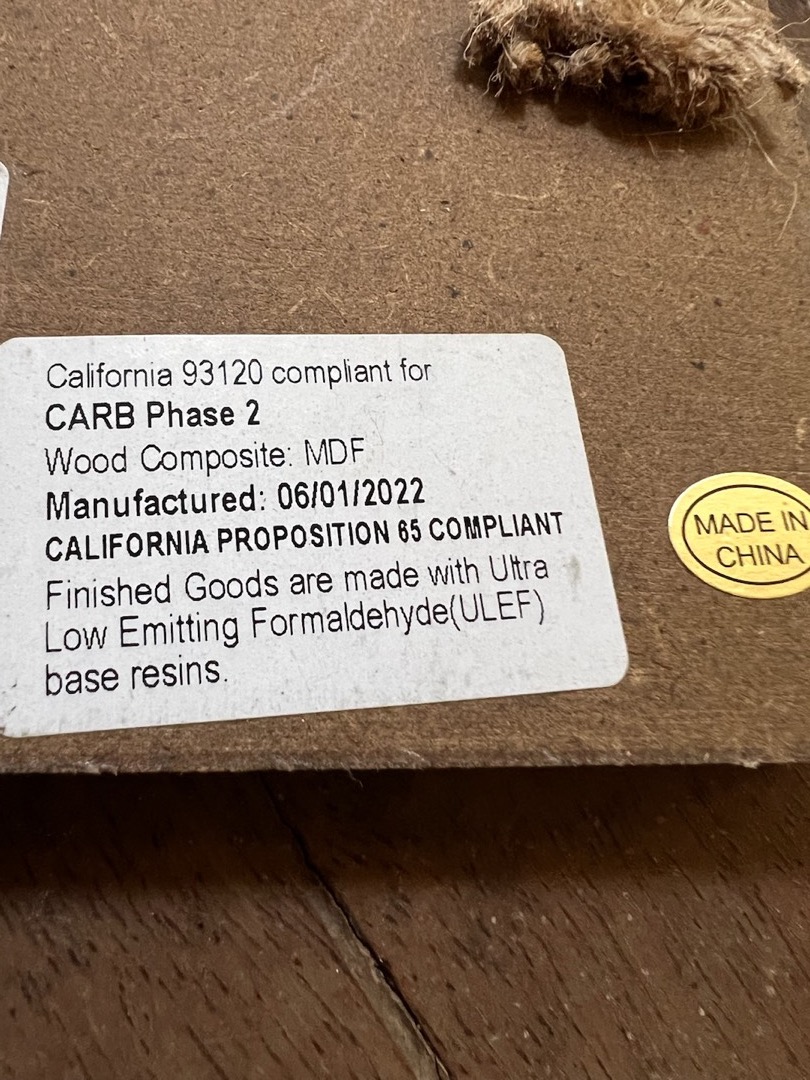 California 93120 compliant for
CARB Phase 2
Wood Composite: MDF
Manufactured: 06/01/2022
CALIFORNIA PROPOSITION 65 COMPLIANT
Finished Goods are made with Ultra
Low Emitting Formaldehyde(ULEF)
base resins.
MADE IN
CHINA